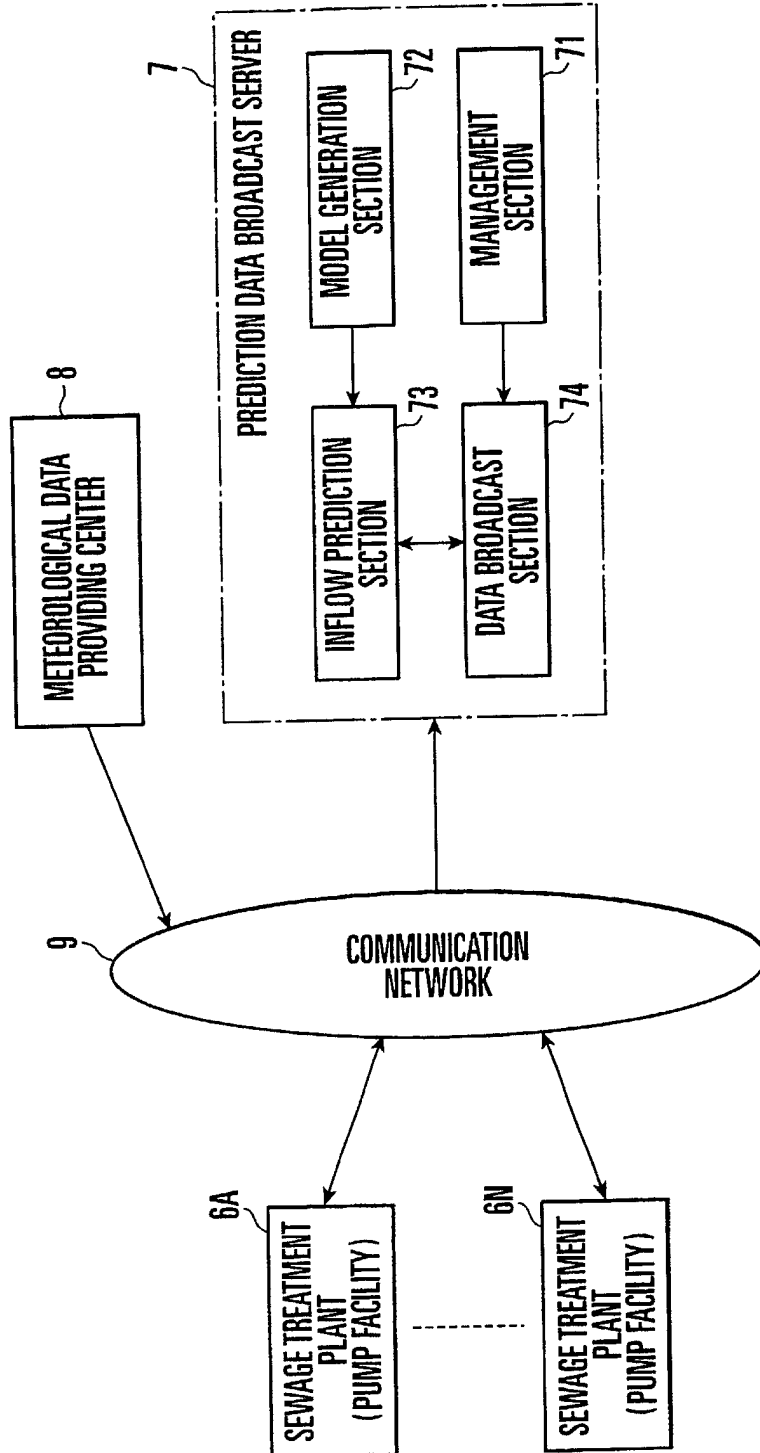 8
METEOROLOGICAL DATA
PROVIDING CENTER
7
PREDICTION DATA BROADCAST SERVER
9
COMMUNICATION
NETWORK
73
INFLOW PREDICTION
SECTION
72
MODEL GENERATION
SECTION
6A
SEWAGE TREATMENT
PLANT
(PUMP FACILITY)
74
DATA BROADCAST
SECTION
71
MANAGEMENT
SECTION
6N
SEWAGE TREATMENT
PLANT
(PUMP FACILITY)